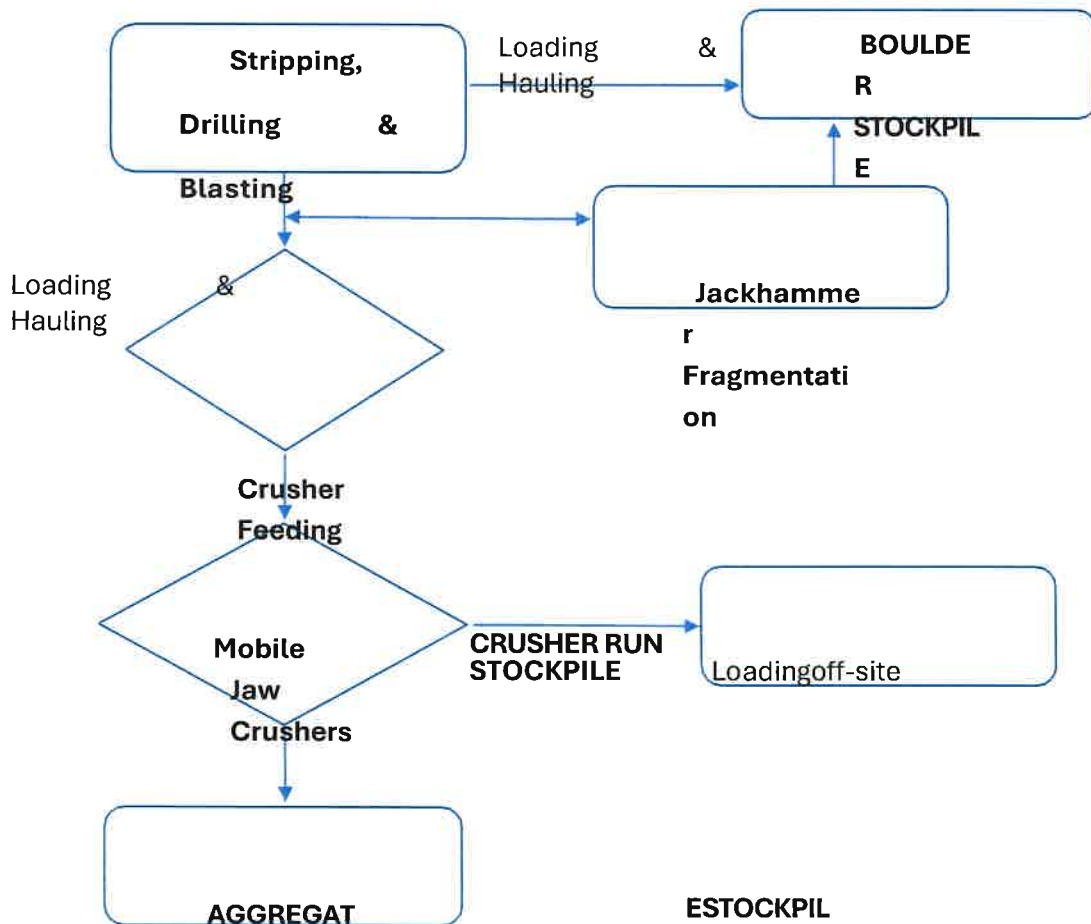 Stripping,
Drilling &
Blasting
Loading &
Hauling
BOULDE
R
STOCKPIL
E
Loading &
Hauling
Jackhamme
r
Fragmentati
on
Crusher
Feeding
Mobile
Jaw
Crushers
CRUSHER RUN
STOCKPILE
Loadingoff-site
AGGREGAT
ESTOCKPIL